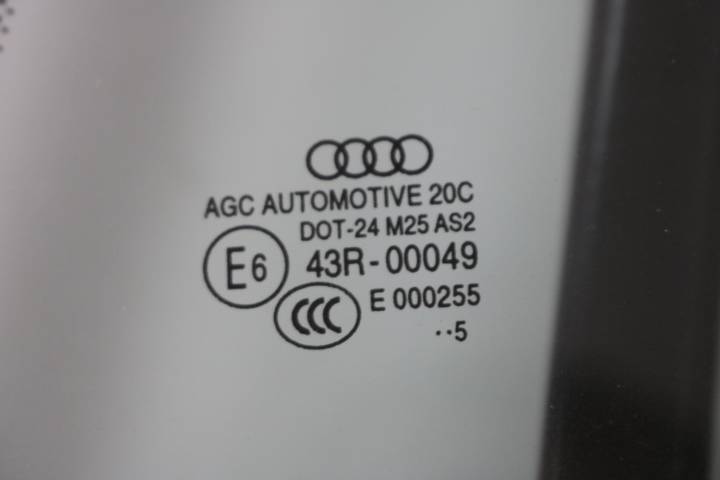 AGC AUTOMOTIVE 20C
DOT-24 M25 AS2
E6 43R-00049
CCC E 000255
··5